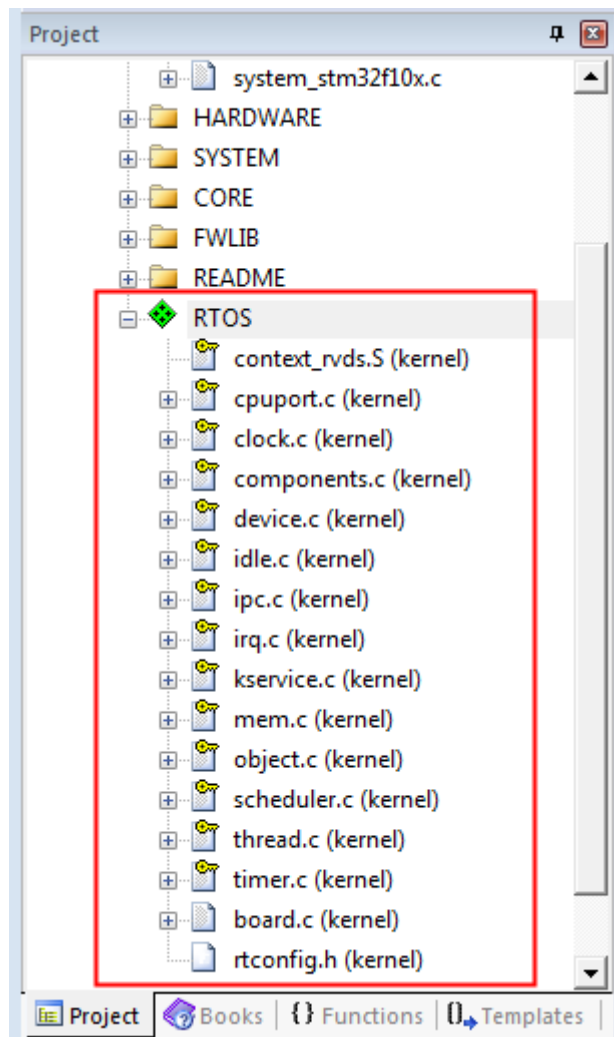 Project
system_stm32f10x.c
HARDWARE
SYSTEM
CORE
FWLIB
README
RTOS
context_rvds.S (kernel)
cpuport.c (kernel)
clock.c (kernel)
components.c (kernel)
device.c (kernel)
idle.c (kernel)
ipc.c (kernel)
irq.c (kernel)
kservice.c (kernel)
mem.c (kernel)
object.c (kernel)
scheduler.c (kernel)
thread.c (kernel)
timer.c (kernel)
board.c (kernel)
rtconfig.h (kernel)
Project Books {} Functions 0 Templates